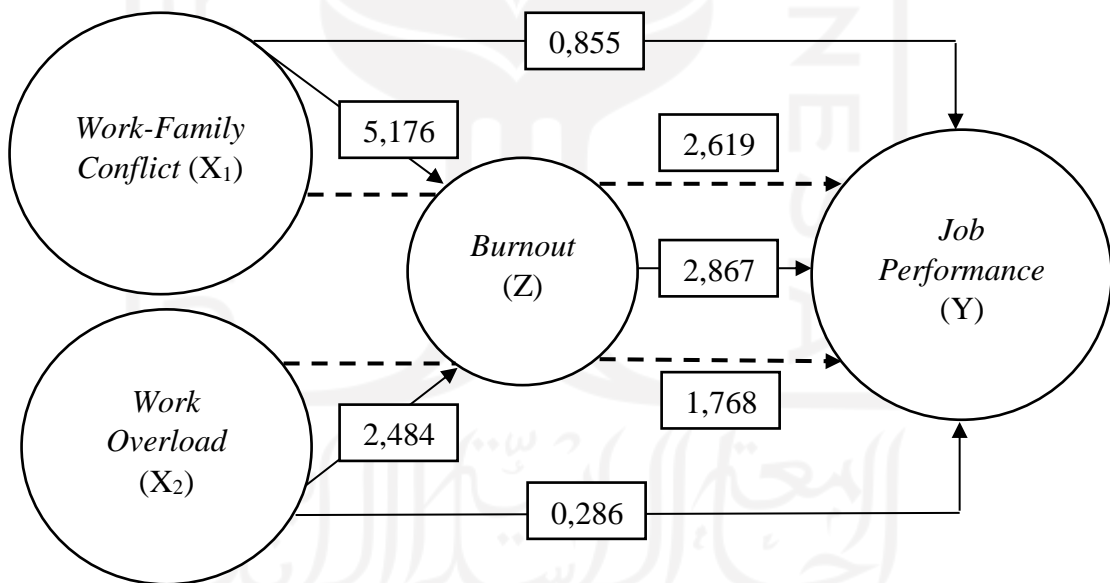 0,855
Work-Family
Conflict (X₁)
5,176
2,619
Burnout
(Z)
2,867
Job
Performance
(Y)
1,768
Work
Overload
(X₂)
2,484
0,286
NESA